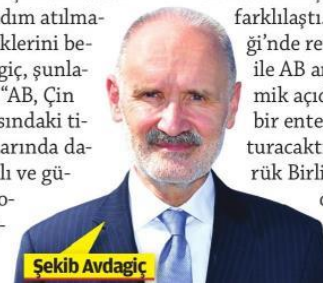 dım atılma-
klerini be-
giç, şunla-
“AB, Çin
sındaki ti-
arında da-
lı ve gü-
o-
-
farklılaştı
ği’nde re
ile AB ar
mik açıd
bir ente
turacaktı
rük Birli
Şekib Avdagiç